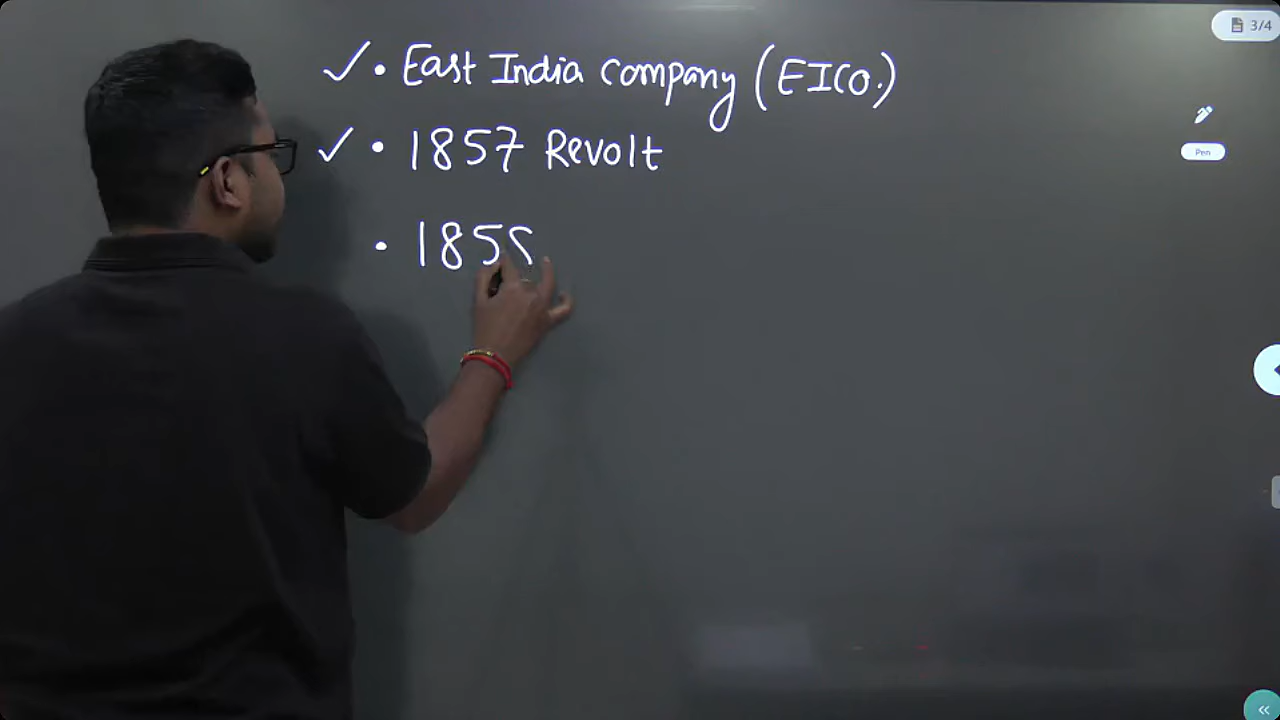 3/4
✓ • East India Company (EICO.)
Pen
✓ • 1857 Revolt
• 185
«